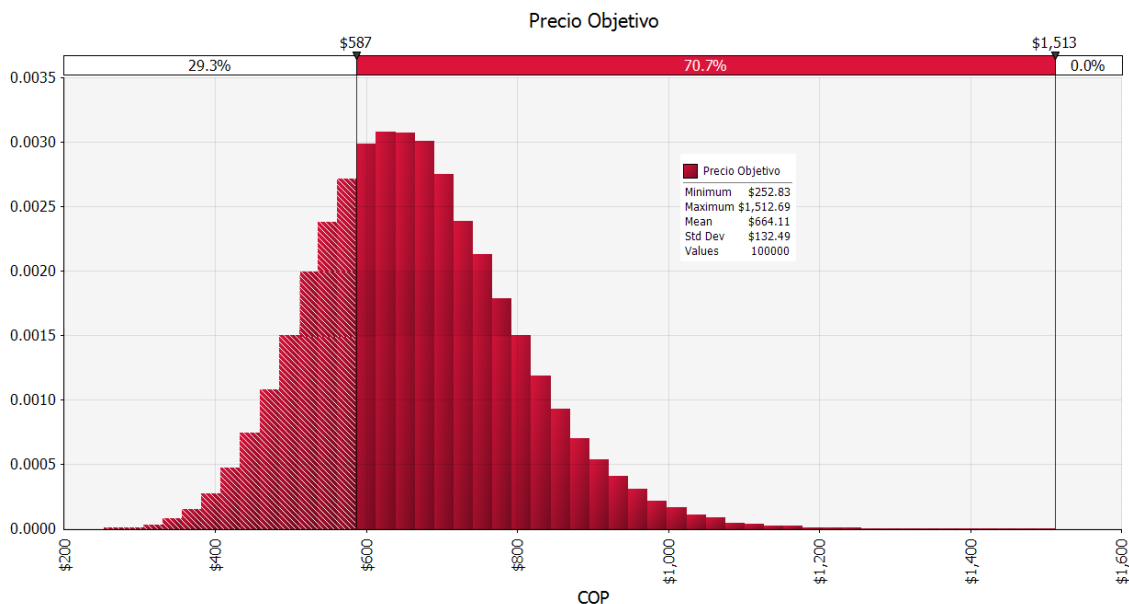 Precio Objetivo
$587 $1,513
29.3% 70.7% 0.0%
0.0035
0.0030
0.0025
0.0020
0.0015
0.0010
0.0005
0.0000
Precio Objetivo
Minimum $252.83
Maximum $1,512.69
Mean $664.11
Std Dev $132.49
Values 100000
$200 $400 $600 $800 $1,000 $1,200 $1,400 $1,600
COP